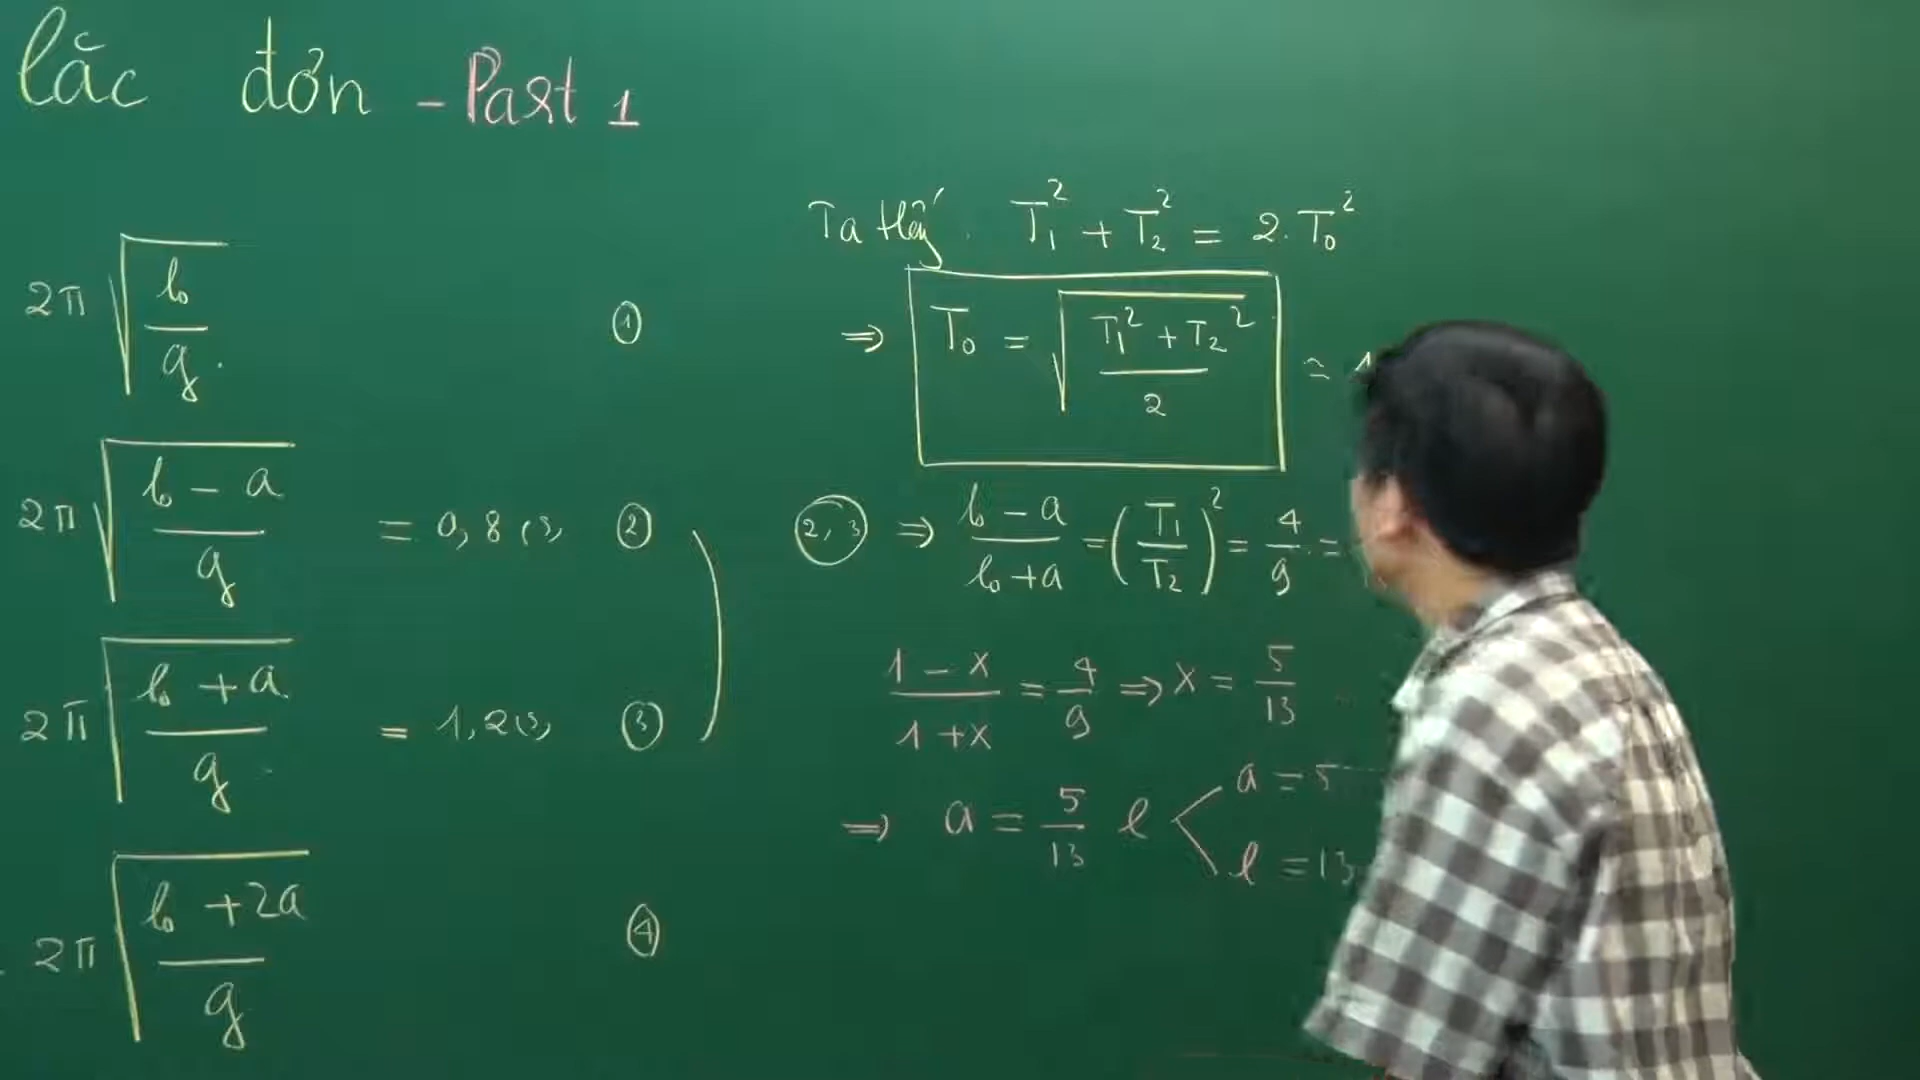 lắc đơn - Part 1
2π √(l₀/g) ①
2π √((l₀ - a)/g) = 0,8 (s) ②
2π √((l₀ + a)/g) = 1,2 (s) ③
2π √((l₀ + 2a)/g) ④
Ta thấy T₁² + T₂² = 2.T₀²
⇒ T₀ = √((T₁² + T₂²)/2) ≃ 1
(2,3) ⇒ (l₀ - a)/(l₀ + a) = (T₁/T₂)² = 4/9 =
(1 - x)/(1 + x) = 4/9 ⇒ x = 5/13
⇒ a = 5/13 l
a = 5
l = 13